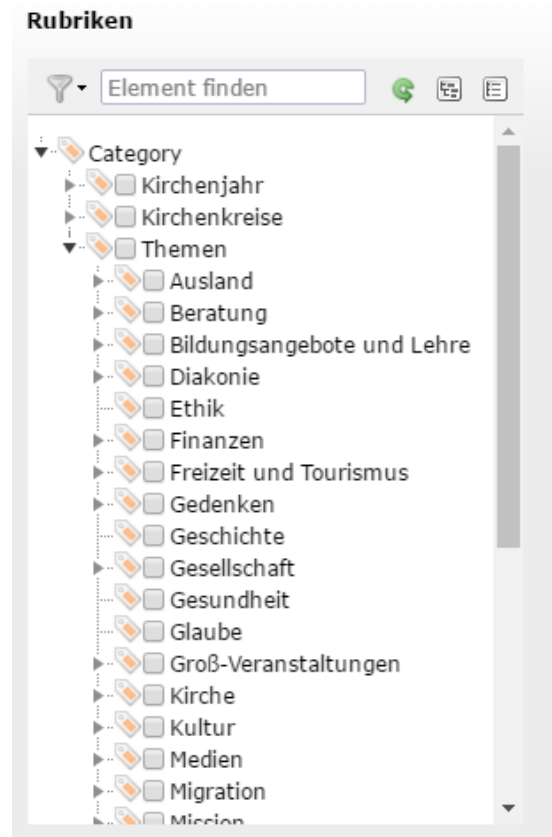 Rubriken
Element finden
Category
Kirchenjahr
Kirchenkreise
Themen
Ausland
Beratung
Bildungsangebote und Lehre
Diakonie
Ethik
Finanzen
Freizeit und Tourismus
Gedenken
Geschichte
Gesellschaft
Gesundheit
Glaube
Groß-Veranstaltungen
Kirche
Kultur
Medien
Migration
Mission